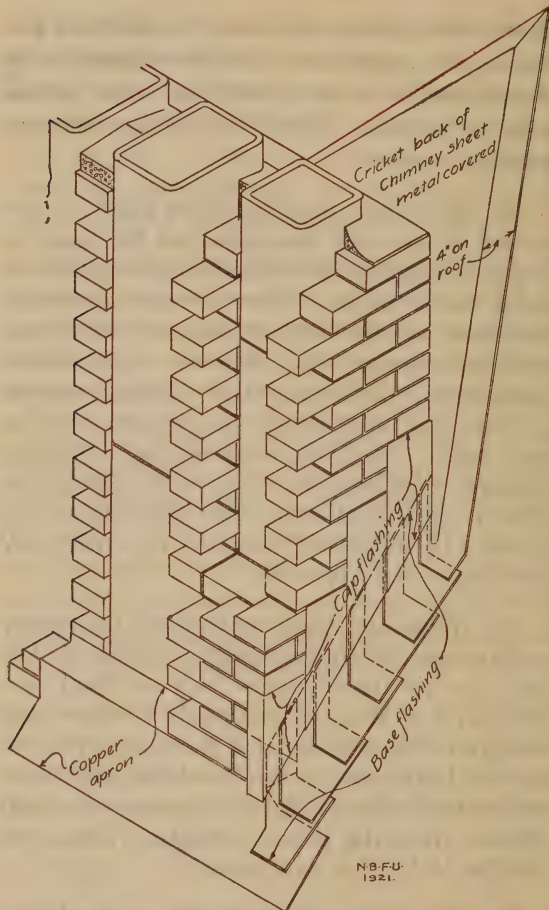 Cricket back of
Chimney sheet
metal covered
4" on
roof
Cap flashing
Base flashing
Copper
apron
N·B·F·U·
1921.